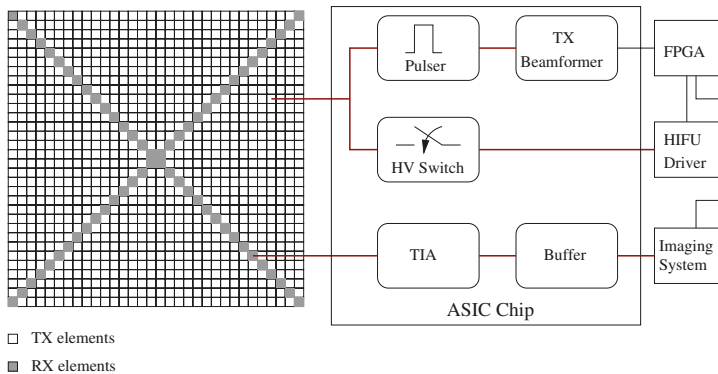 Pulser
TX
Beamformer
FPGA
HV Switch
HIFU
Driver
TIA
Buffer
Imaging
System
ASIC Chip
TX elements
RX elements